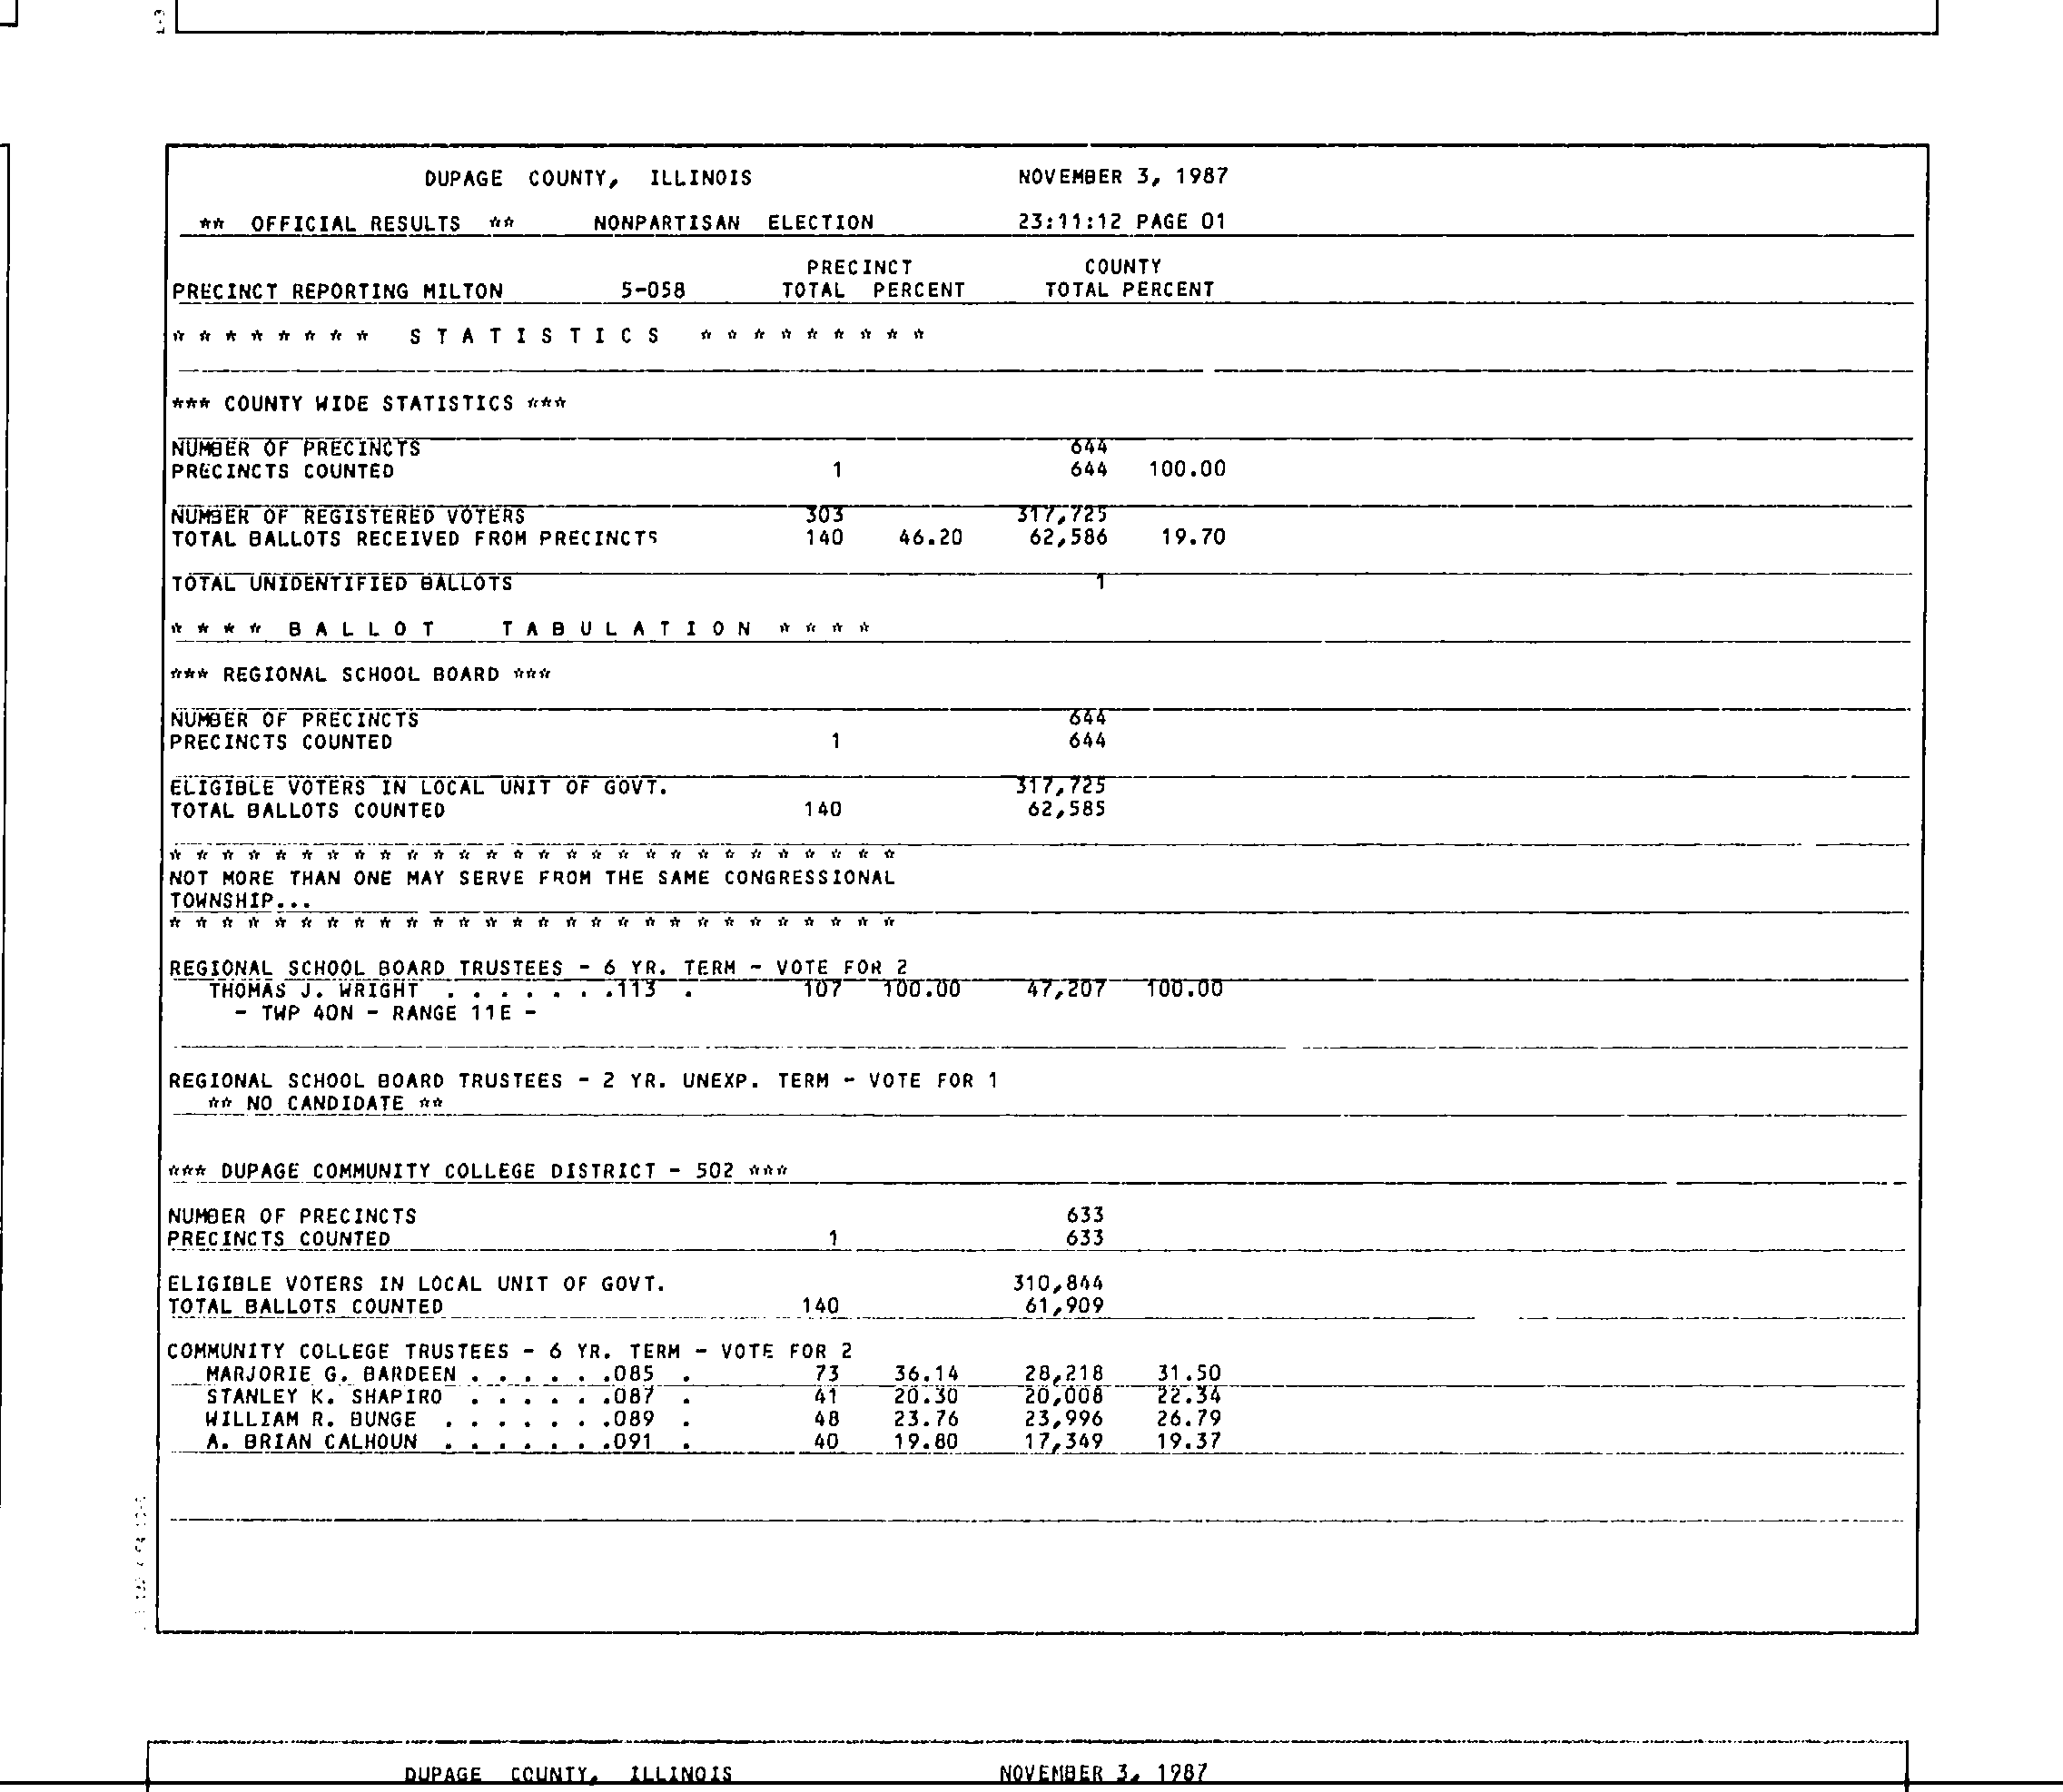 DUPAGE COUNTY, ILLINOIS NOVEMBER 3, 1987
** OFFICIAL RESULTS ** NONPARTISAN ELECTION 23:11:12 PAGE 01
PRECINCT COUNTY
PRECINCT REPORTING MILTON 5-058 TOTAL PERCENT TOTAL PERCENT
* * * * * * * * S T A T I S T I C S * * * * * * * * *
*** COUNTY WIDE STATISTICS ***
NUMBER OF PRECINCTS 644
PRECINCTS COUNTED 1 644 100.00
NUMBER OF REGISTERED VOTERS 303 317,725
TOTAL BALLOTS RECEIVED FROM PRECINCTS 140 46.20 62,586 19.70
TOTAL UNIDENTIFIED BALLOTS 1
* * * * B A L L O T T A B U L A T I O N * * * *
*** REGIONAL SCHOOL BOARD ***
NUMBER OF PRECINCTS 644
PRECINCTS COUNTED 1 644
ELIGIBLE VOTERS IN LOCAL UNIT OF GOVT. 317,725
TOTAL BALLOTS COUNTED 140 62,585
* * * * * * * * * * * * * * * * * * * * * * * * * * * *
NOT MORE THAN ONE MAY SERVE FROM THE SAME CONGRESSIONAL
TOWNSHIP...
* * * * * * * * * * * * * * * * * * * * * * * * * * * *
REGIONAL SCHOOL BOARD TRUSTEES - 6 YR. TERM - VOTE FOR 2
THOMAS J. WRIGHT . . . . . . .113 . 107 100.00 47,207 100.00
- TWP 40N - RANGE 11E -
REGIONAL SCHOOL BOARD TRUSTEES - 2 YR. UNEXP. TERM - VOTE FOR 1
** NO CANDIDATE **
*** DUPAGE COMMUNITY COLLEGE DISTRICT - 502 ***
NUMBER OF PRECINCTS 633
PRECINCTS COUNTED 1 633
ELIGIBLE VOTERS IN LOCAL UNIT OF GOVT. 310,844
TOTAL BALLOTS COUNTED 140 61,909
COMMUNITY COLLEGE TRUSTEES - 6 YR. TERM - VOTE FOR 2
MARJORIE G. BARDEEN . . . . . .085 . 73 36.14 28,218 31.50
STANLEY K. SHAPIRO . . . . . .087 . 41 20.30 20,008 22.34
WILLIAM R. BUNGE . . . . . . .089 . 48 23.76 23,996 26.79
A. BRIAN CALHOUN . . . . . . .091 . 40 19.80 17,349 19.37
DUPAGE COUNTY, ILLINOIS NOVEMBER 3, 1987